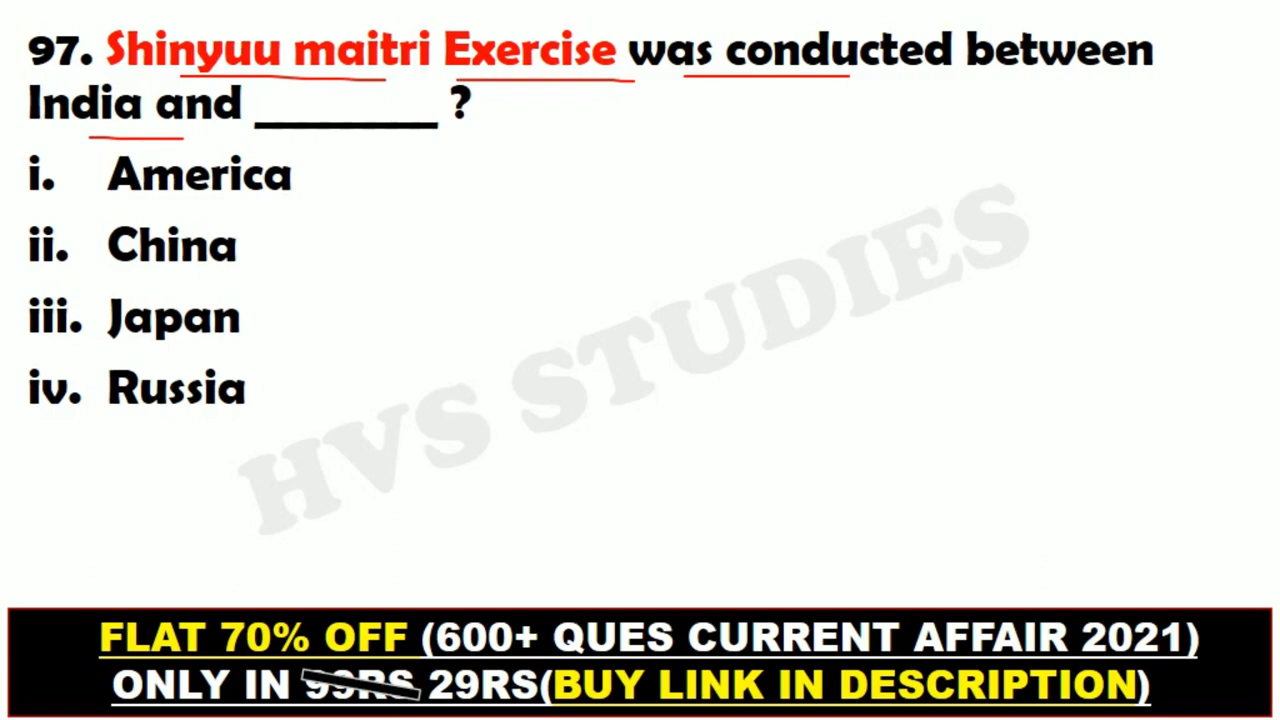 97. Shinyuu maitri Exercise was conducted between
India and ________ ?
i. America
ii. China
iii. Japan
iv. Russia
HVS STUDIES
FLAT 70% OFF (600+ QUES CURRENT AFFAIR 2021)
ONLY IN 99RS 29RS(BUY LINK IN DESCRIPTION)